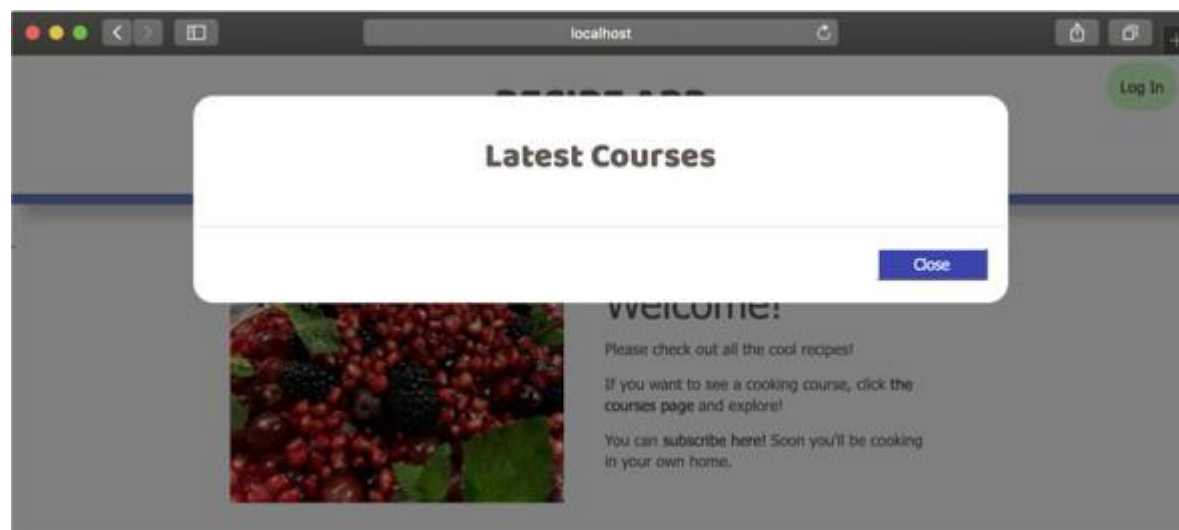 localhost
RECIPE APP
Log In
Latest Courses
Close
Welcome!
Please check out all the cool recipes!
If you want to see a cooking course, click the
courses page and explore!
You can subscribe here! Soon you'll be cooking
in your own home.